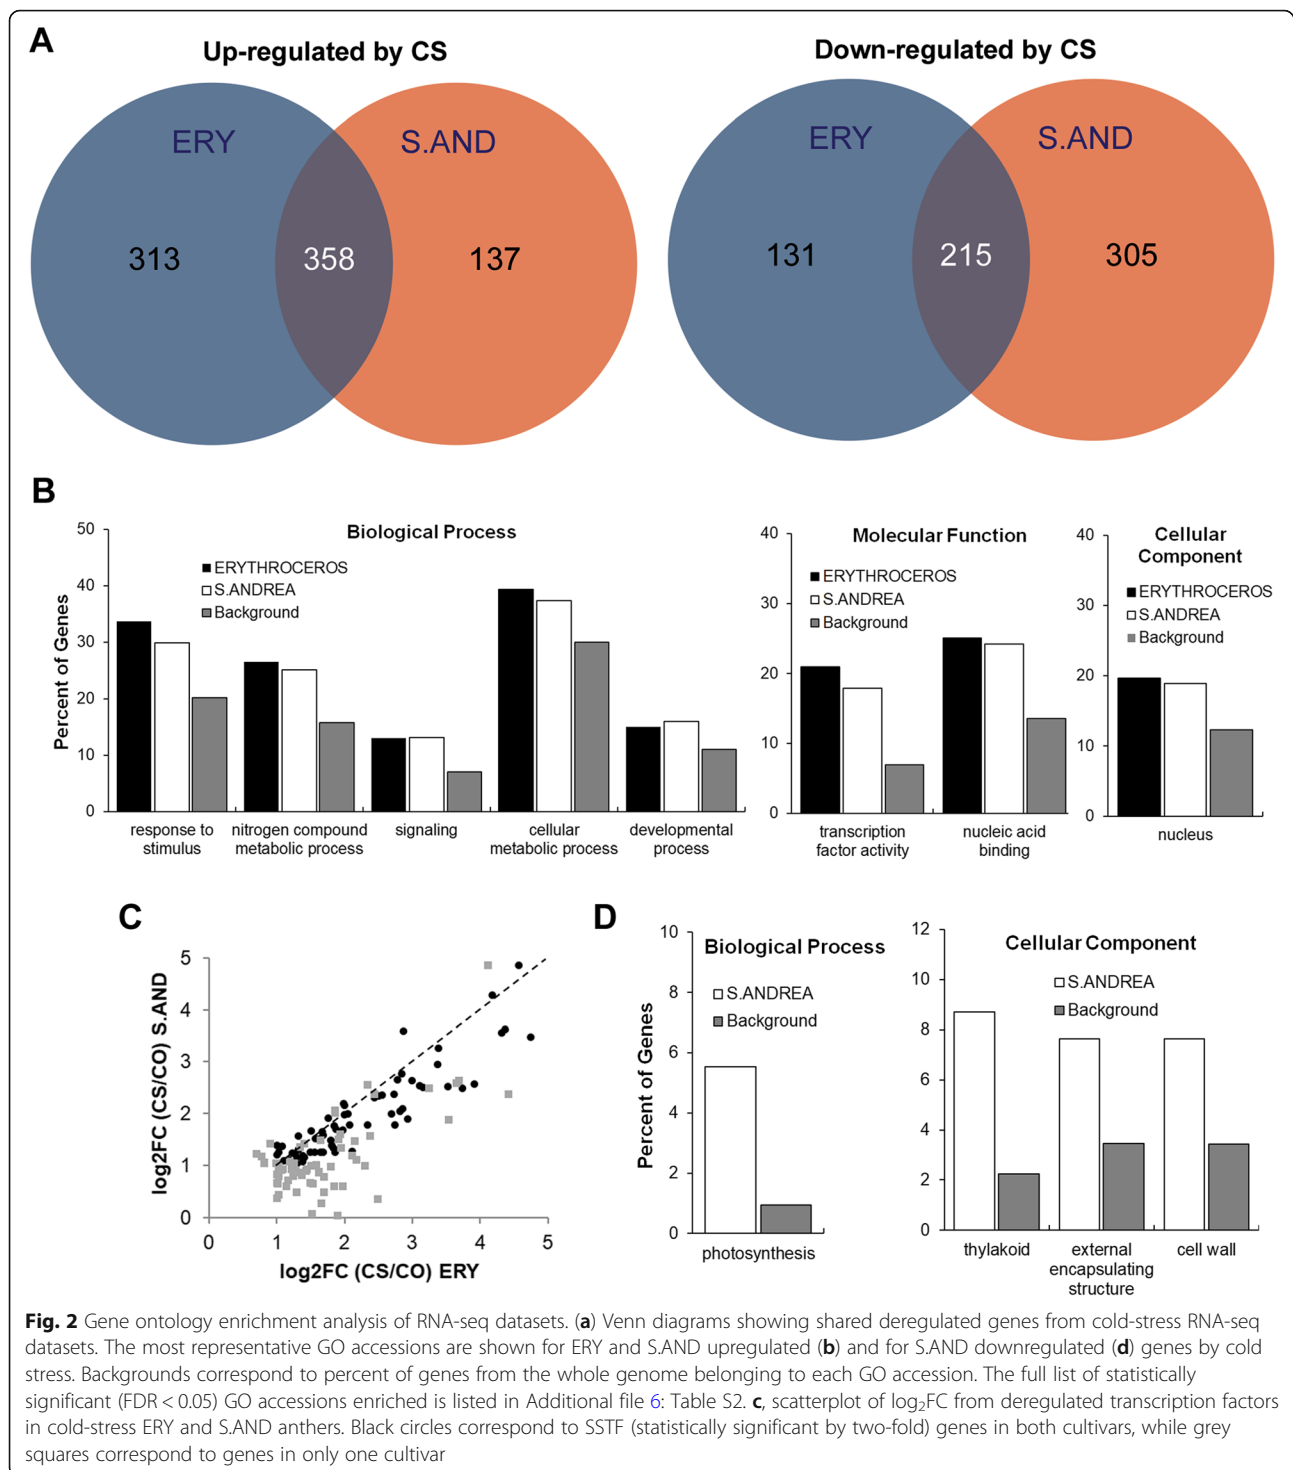 A
Up-regulated by CS
Down-regulated by CS
ERY
S.AND
313
358
137
ERY
S.AND
131
215
305
B
Biological Process
ERYTHROCEROS
S.ANDREA
Background
Percent of Genes
50
40
30
20
10
0
response to
stimulus
nitrogen compound
metabolic process
signaling
cellular
metabolic process
developmental
process
Molecular Function
ERYTHROCEROS
S.ANDREA
Background
40
30
20
10
0
transcription
factor activity
nucleic acid
binding
Cellular
Component
ERYTHROCEROS
S.ANDREA
Background
40
30
20
10
0
nucleus
C
log2FC (CS/CO) S.AND
5
4
3
2
1
0
0
1
2
3
4
5
log2FC (CS/CO) ERY
D
Biological Process
S.ANDREA
Background
Percent of Genes
10
8
6
4
2
0
photosynthesis
Cellular Component
S.ANDREA
Background
12
10
8
6
4
2
0
thylakoid
external
encapsulating
structure
cell wall
Fig. 2 Gene ontology enrichment analysis of RNA-seq datasets. (a) Venn diagrams showing shared deregulated genes from cold-stress RNA-seq
datasets. The most representative GO accessions are shown for ERY and S.AND upregulated (b) and for S.AND downregulated (d) genes by cold
stress. Backgrounds correspond to percent of genes from the whole genome belonging to each GO accession. The full list of statistically
significant (FDR < 0.05) GO accessions enriched is listed in Additional file 6: Table S2. c, scatterplot of log₂FC from deregulated transcription factors
in cold-stress ERY and S.AND anthers. Black circles correspond to SSTF (statistically significant by two-fold) genes in both cultivars, while grey
squares correspond to genes in only one cultivar